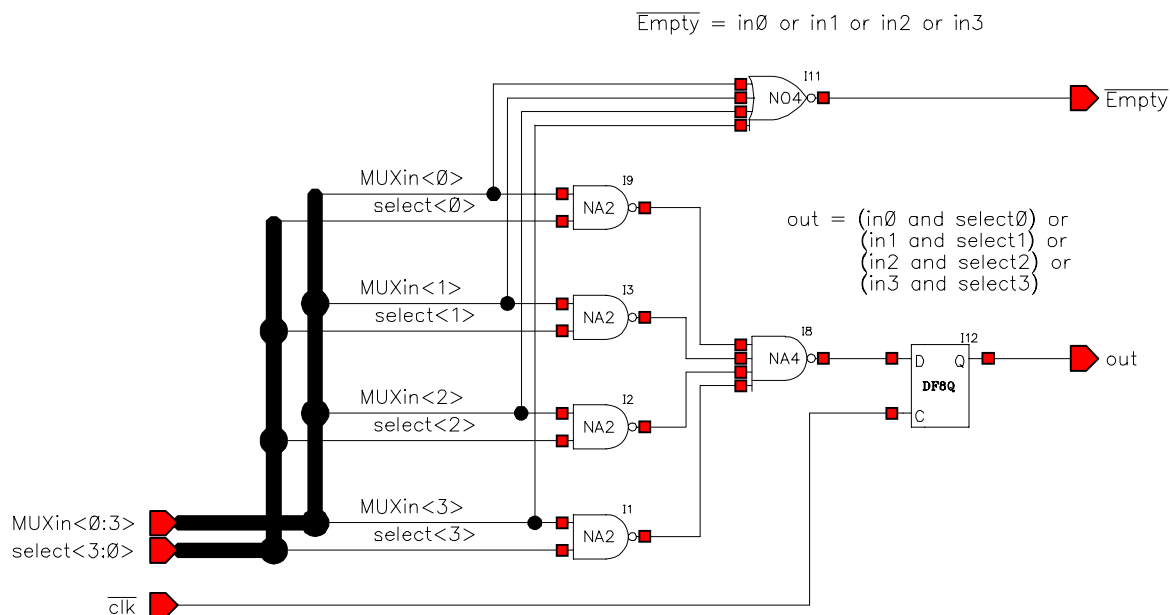 E̅m̅p̅t̅y̅ = in0 or in1 or in2 or in3
I11
NO4
E̅m̅p̅t̅y̅
MUXin<0>
select<0>
I9
NA2
out = (in0 and select0) or
(in1 and select1) or
(in2 and select2) or
(in3 and select3)
MUXin<1>
select<1>
I3
NA2
I8
NA4
I12
D Q
DF8Q
C
out
MUXin<2>
select<2>
I2
NA2
MUXin<3>
select<3>
I1
NA2
MUXin<0:3>
select<3:0>
c̅l̅k̅